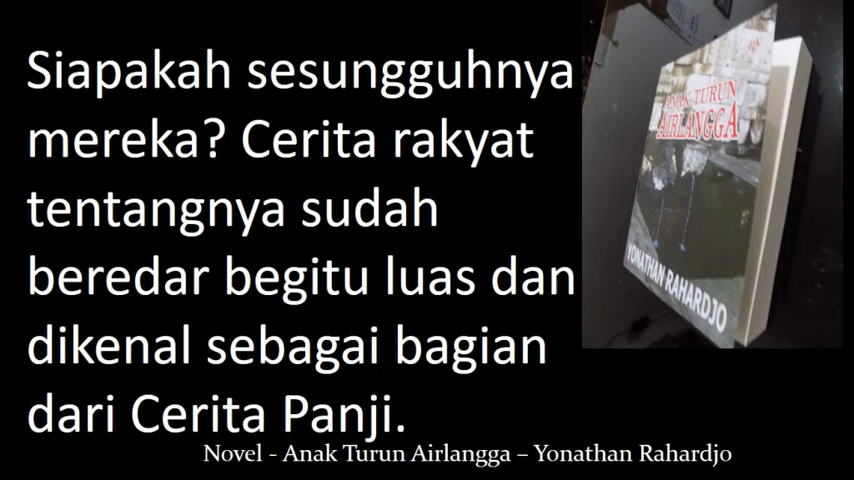 Siapakah sesungguhnya
mereka? Cerita rakyat
tentangnya sudah
beredar begitu luas dan
dikenal sebagai bagian
dari Cerita Panji.
ANAK TURUN
AIRLANGGA
YONATHAN RAHARDJO
Novel - Anak Turun Airlangga – Yonathan Rahardjo